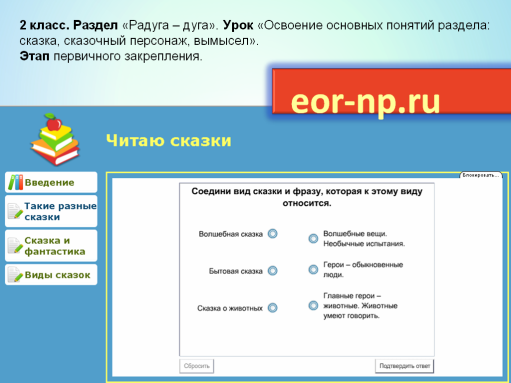 2 класс. Раздел «Радуга – дуга». Урок «Освоение основных понятий раздела:
сказка, сказочный персонаж, вымысел».
Этап первичного закрепления.
eor-np.ru
Читаю сказки
Блокировать...
Введение
Такие разные
сказки
Сказка и
фантастика
Виды сказок
Соедини вид сказки и фразу, которая к этому виду
относится.
Волшебная сказка
Волшебные вещи.
Необычные испытания.
Бытовая сказка
Герои – обыкновенные
люди.
Сказка о животных
Главные герои –
животные. Животные
умеют говорить.
Сбросить
Подтвердить ответ